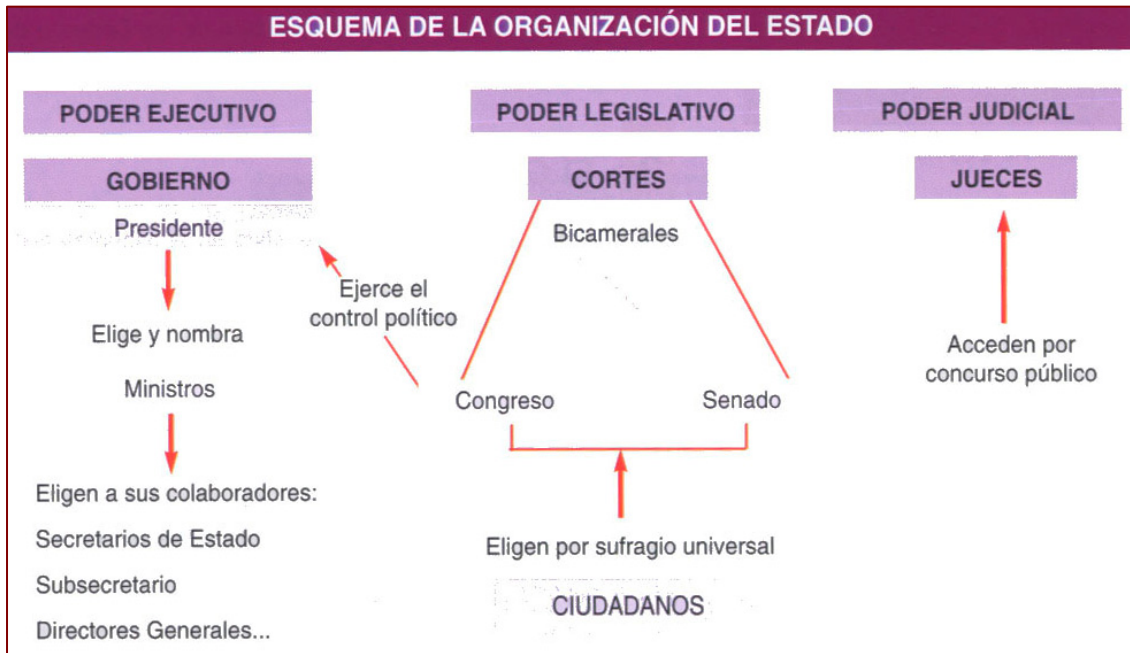 ESQUEMA DE LA ORGANIZACIÓN DEL ESTADO
PODER EJECUTIVO
GOBIERNO
Presidente
Elige y nombra
Ministros
Eligen a sus colaboradores:
Secretarios de Estado
Subsecretario
Directores Generales...
Ejerce el
control político
PODER LEGISLATIVO
CORTES
Bicamerales
Congreso
Senado
Eligen por sufragio universal
CIUDADANOS
PODER JUDICIAL
JUECES
Acceden por
concurso público